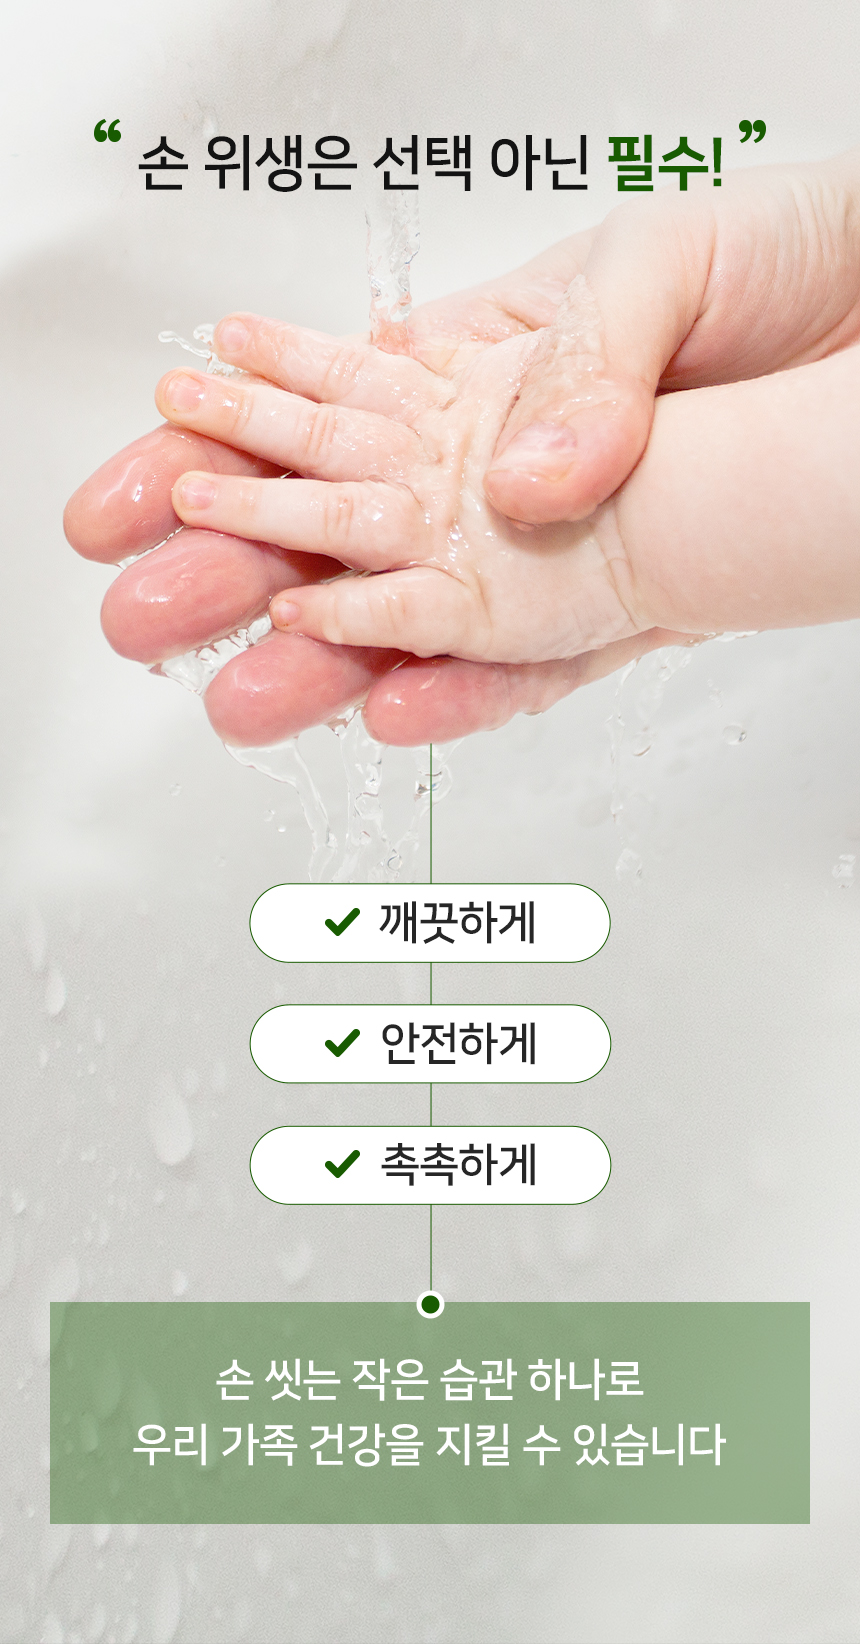 “ 손 위생은 선택 아닌 필수! ”
깨끗하게
안전하게
촉촉하게
손 씻는 작은 습관 하나로
우리 가족 건강을 지킬 수 있습니다